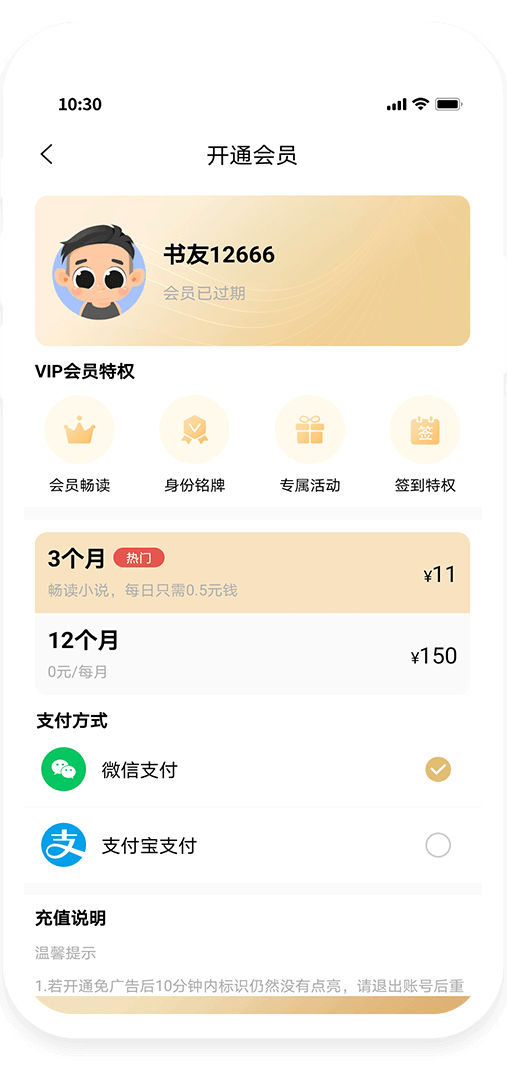 10:30
开通会员
书友12666
会员已过期
VIP会员特权
签
会员畅读
身份铭牌
专属活动
签到特权
3个月 热门
¥11
畅读小说，每日只需0.5元钱
12个月
¥150
0元/每月
支付方式
微信支付
支
支付宝支付
充值说明
温馨提示
1.若开通免广告后10分钟内标识仍然没有点亮，请退出账号后重